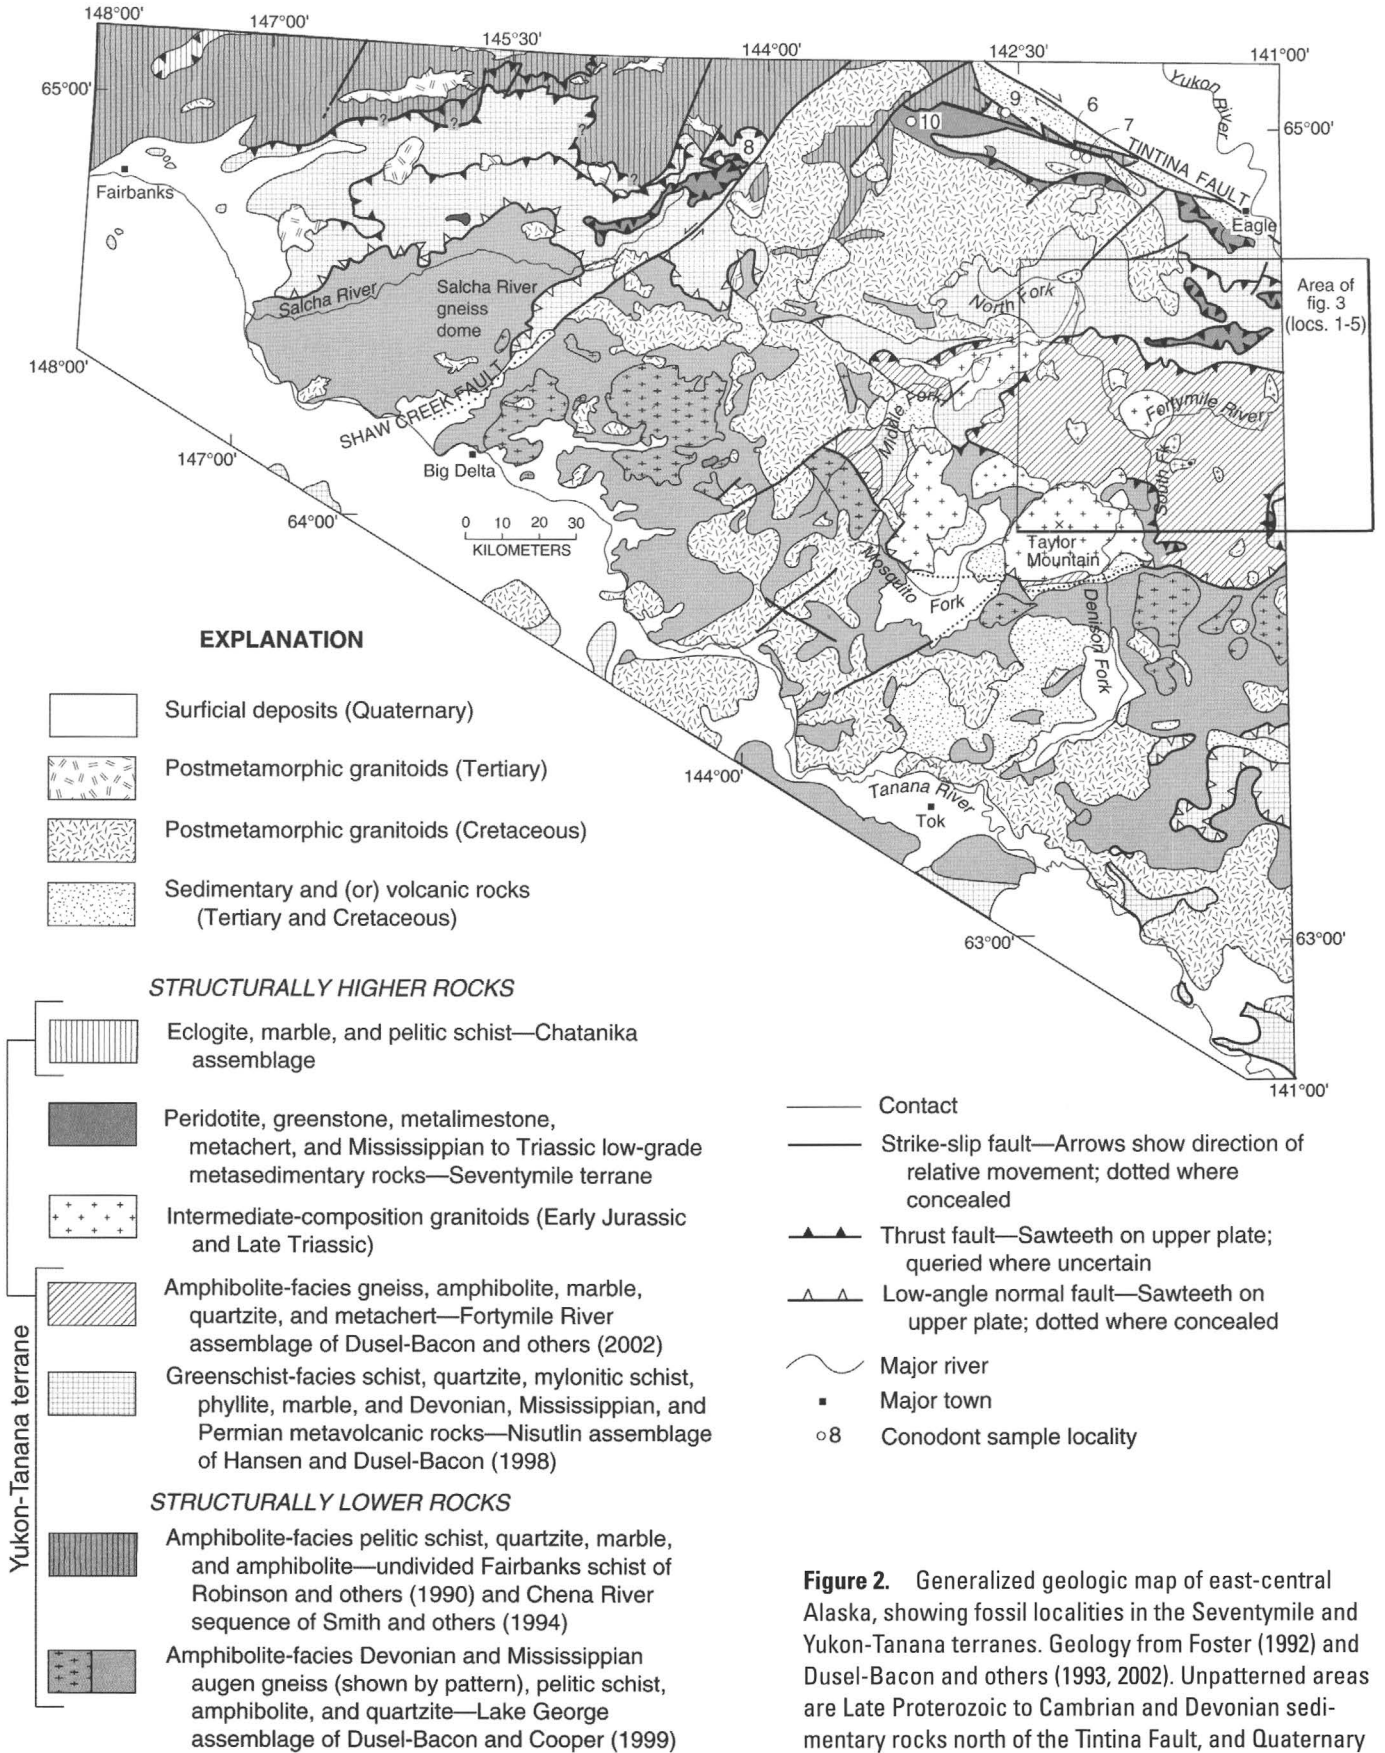 148°00'
147°00'
145°30'
144°00'
142°30'
141°00'
65°00'
65°00'
Yukon River
9
6
7
10
8
TINTINA FAULT
Fairbanks
Eagle
?
?
?
?
Salcha River
Salcha River
gneiss
dome
North Fork
Area of
fig. 3
(locs. 1-5)
148°00'
SHAW CREEK FAULT
Middle Fork
Fortymile River
South Fk
147°00'
Big Delta
64°00'
0 10 20 30
KILOMETERS
Taylor
Mountain
Mosquito
Fork
Denison Fork
144°00'
Tanana River
Tok
63°00'
63°00'
141°00'
EXPLANATION
Surficial deposits (Quaternary)
Postmetamorphic granitoids (Tertiary)
Postmetamorphic granitoids (Cretaceous)
Sedimentary and (or) volcanic rocks
(Tertiary and Cretaceous)
STRUCTURALLY HIGHER ROCKS
Eclogite, marble, and pelitic schist—Chatanika
assemblage
Peridotite, greenstone, metalimestone,
metachert, and Mississippian to Triassic low-grade
metasedimentary rocks—Seventymile terrane
Intermediate-composition granitoids (Early Jurassic
and Late Triassic)
Amphibolite-facies gneiss, amphibolite, marble,
quartzite, and metachert—Fortymile River
assemblage of Dusel-Bacon and others (2002)
Greenschist-facies schist, quartzite, mylonitic schist,
phyllite, marble, and Devonian, Mississippian, and
Permian metavolcanic rocks—Nisutlin assemblage
of Hansen and Dusel-Bacon (1998)
STRUCTURALLY LOWER ROCKS
Amphibolite-facies pelitic schist, quartzite, marble,
and amphibolite—undivided Fairbanks schist of
Robinson and others (1990) and Chena River
sequence of Smith and others (1994)
Amphibolite-facies Devonian and Mississippian
augen gneiss (shown by pattern), pelitic schist,
amphibolite, and quartzite—Lake George
assemblage of Dusel-Bacon and Cooper (1999)
Yukon-Tanana terrane
Contact
Strike-slip fault—Arrows show direction of
relative movement; dotted where
concealed
Thrust fault—Sawteeth on upper plate;
queried where uncertain
Low-angle normal fault—Sawteeth on
upper plate; dotted where concealed
Major river
Major town
8 Conodont sample locality
Figure 2. Generalized geologic map of east-central
Alaska, showing fossil localities in the Seventymile and
Yukon-Tanana terranes. Geology from Foster (1992) and
Dusel-Bacon and others (1993, 2002). Unpatterned areas
are Late Proterozoic to Cambrian and Devonian sedi-
mentary rocks north of the Tintina Fault, and Quaternary